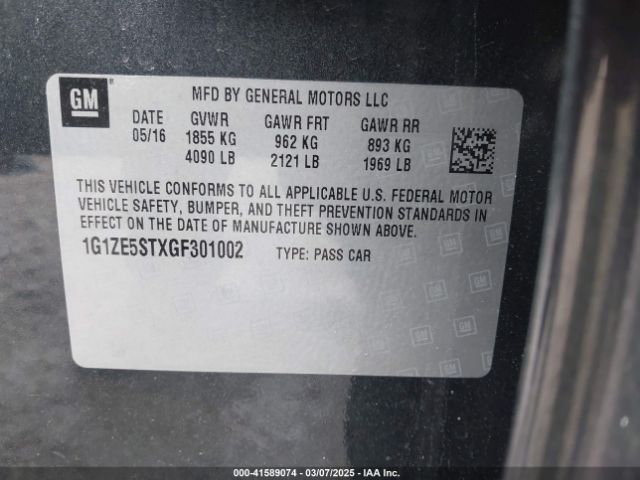 GM ®
MFD BY GENERAL MOTORS LLC
DATE GVWR GAWR FRT GAWR RR
05/16 1855 KG 962 KG 893 KG
4090 LB 2121 LB 1969 LB
THIS VEHICLE CONFORMS TO ALL APPLICABLE U.S. FEDERAL MOTOR
VEHICLE SAFETY, BUMPER, AND THEFT PREVENTION STANDARDS IN
EFFECT ON THE DATE OF MANUFACTURE SHOWN ABOVE.
1G1ZE5STXGF301002 TYPE: PASS CAR
000-41589074 — 03/07/2025 — IAA Inc.